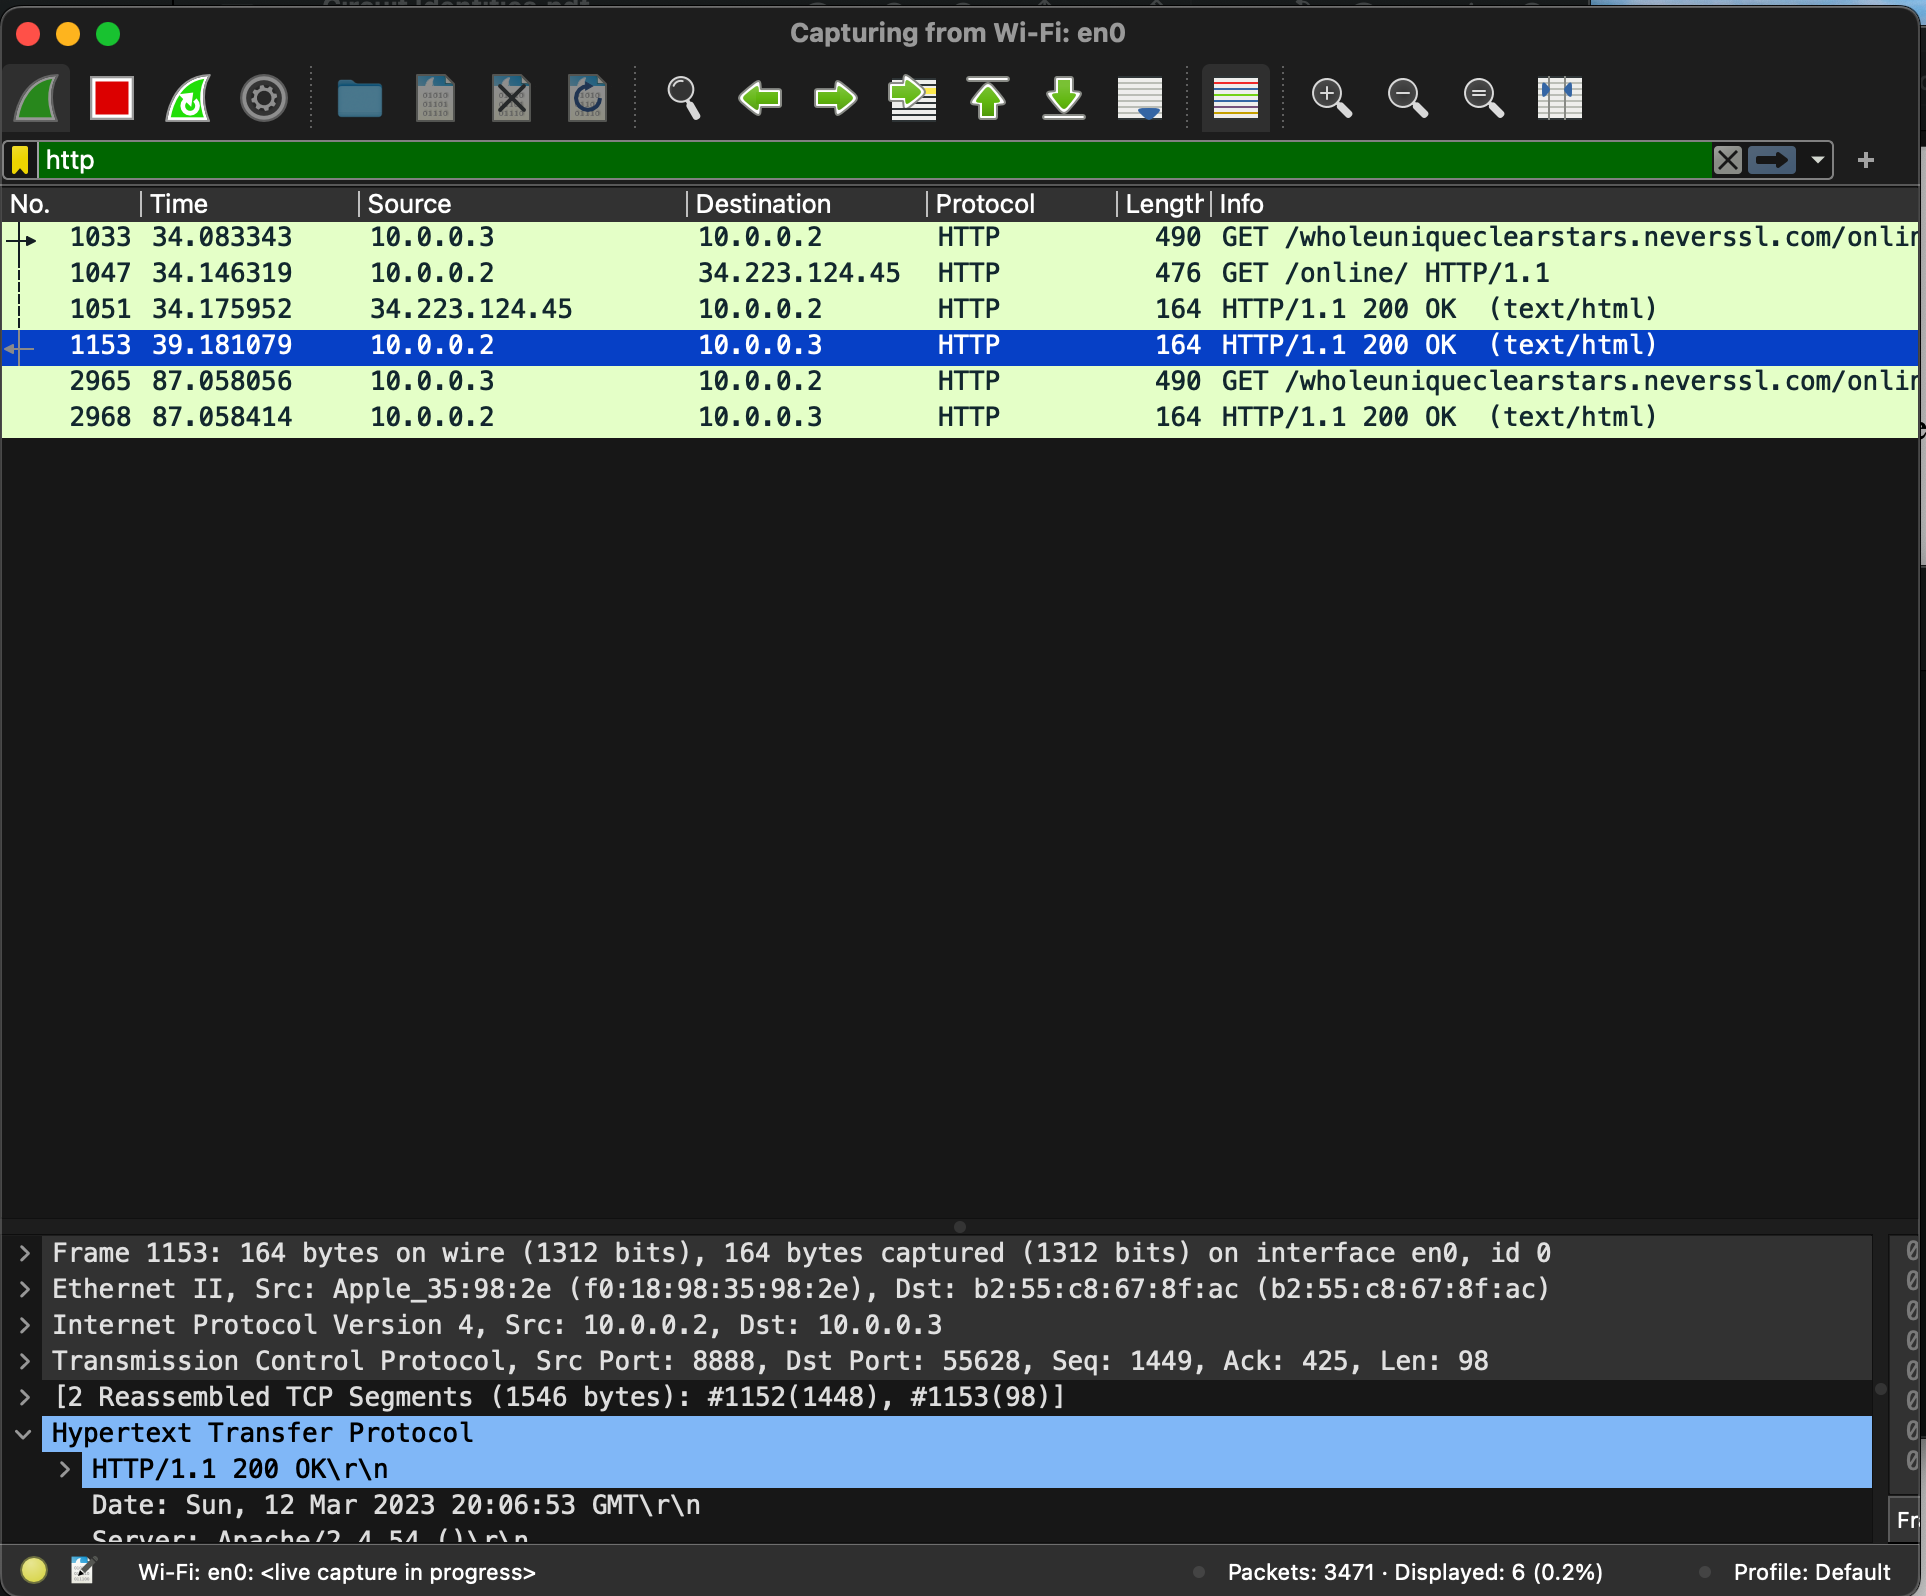 Capturing from Wi-Fi: en0
http
No. Time Source Destination Protocol Length Info
1033 34.083343 10.0.0.3 10.0.0.2 HTTP 490 GET /wholeuniqueclearstars.neverssl.com/onlin
1047 34.146319 10.0.0.2 34.223.124.45 HTTP 476 GET /online/ HTTP/1.1
1051 34.175952 34.223.124.45 10.0.0.2 HTTP 164 HTTP/1.1 200 OK (text/html)
1153 39.181079 10.0.0.2 10.0.0.3 HTTP 164 HTTP/1.1 200 OK (text/html)
2965 87.058056 10.0.0.3 10.0.0.2 HTTP 490 GET /wholeuniqueclearstars.neverssl.com/onlin
2968 87.058414 10.0.0.2 10.0.0.3 HTTP 164 HTTP/1.1 200 OK (text/html)
Frame 1153: 164 bytes on wire (1312 bits), 164 bytes captured (1312 bits) on interface en0, id 0
Ethernet II, Src: Apple_35:98:2e (f0:18:98:35:98:2e), Dst: b2:55:c8:67:8f:ac (b2:55:c8:67:8f:ac)
Internet Protocol Version 4, Src: 10.0.0.2, Dst: 10.0.0.3
Transmission Control Protocol, Src Port: 8888, Dst Port: 55628, Seq: 1449, Ack: 425, Len: 98
[2 Reassembled TCP Segments (1546 bytes): #1152(1448), #1153(98)]
Hypertext Transfer Protocol
HTTP/1.1 200 OK\r\n
Date: Sun, 12 Mar 2023 20:06:53 GMT\r\n
Server: Apache/2.4.54 ()\r\n
Wi-Fi: en0: <live capture in progress>
Packets: 3471 · Displayed: 6 (0.2%)
Profile: Default